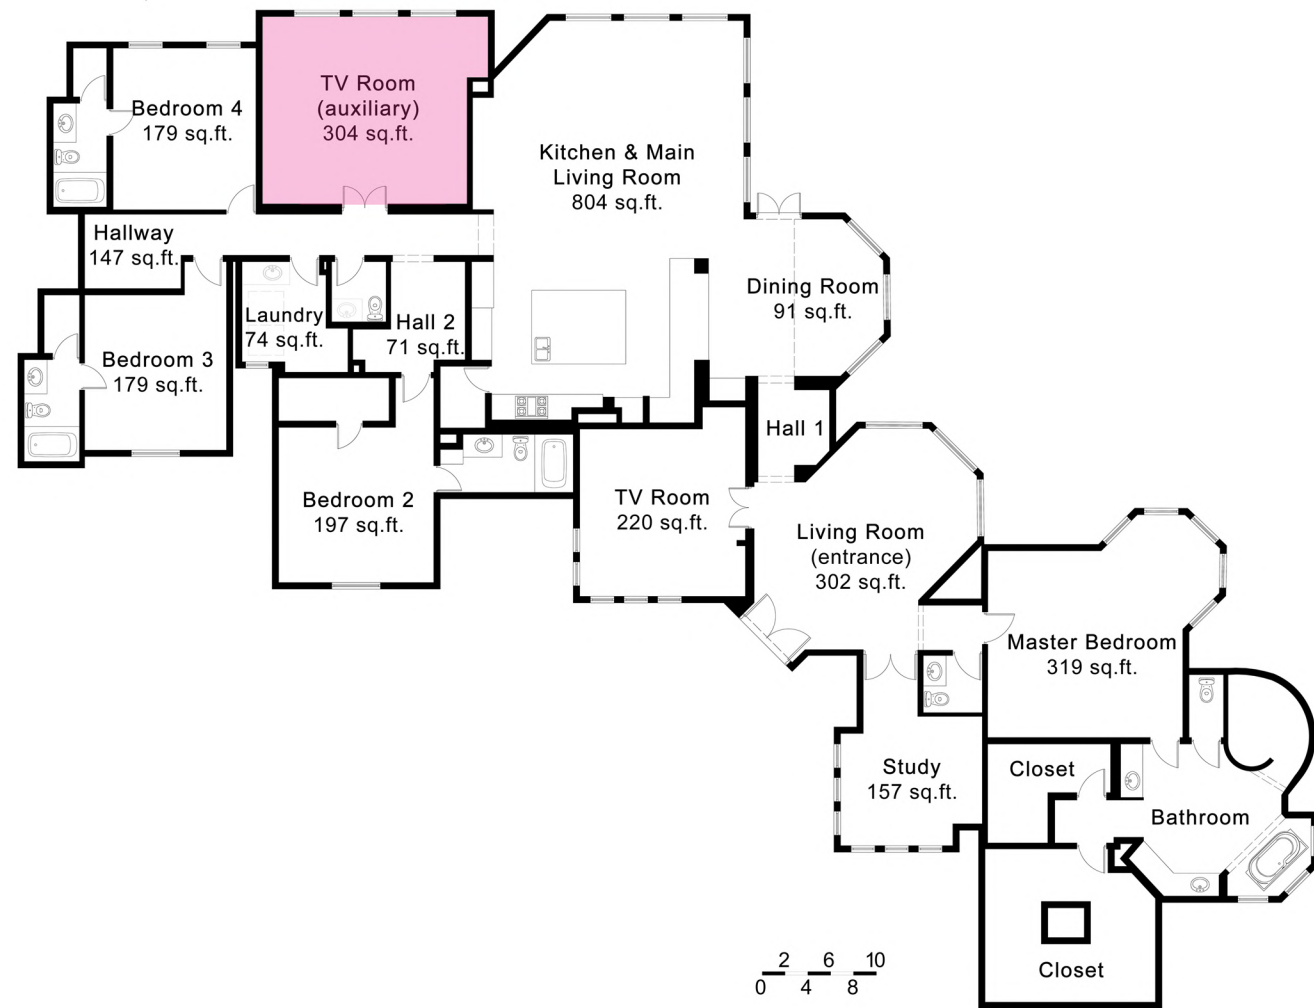 TV Room
(auxiliary)
304 sq.ft.
Bedroom 4
179 sq.ft.
Kitchen & Main
Living Room
804 sq.ft.
Hallway
147 sq.ft.
Dining Room
91 sq.ft.
Laundry
74 sq.ft.
Hall 2
71 sq.ft.
Bedroom 3
179 sq.ft.
Hall 1
Bedroom 2
197 sq.ft.
TV Room
220 sq.ft.
Living Room
(entrance)
302 sq.ft.
Master Bedroom
319 sq.ft.
Study
157 sq.ft.
Closet
Bathroom
Closet
2 6 10
0 4 8